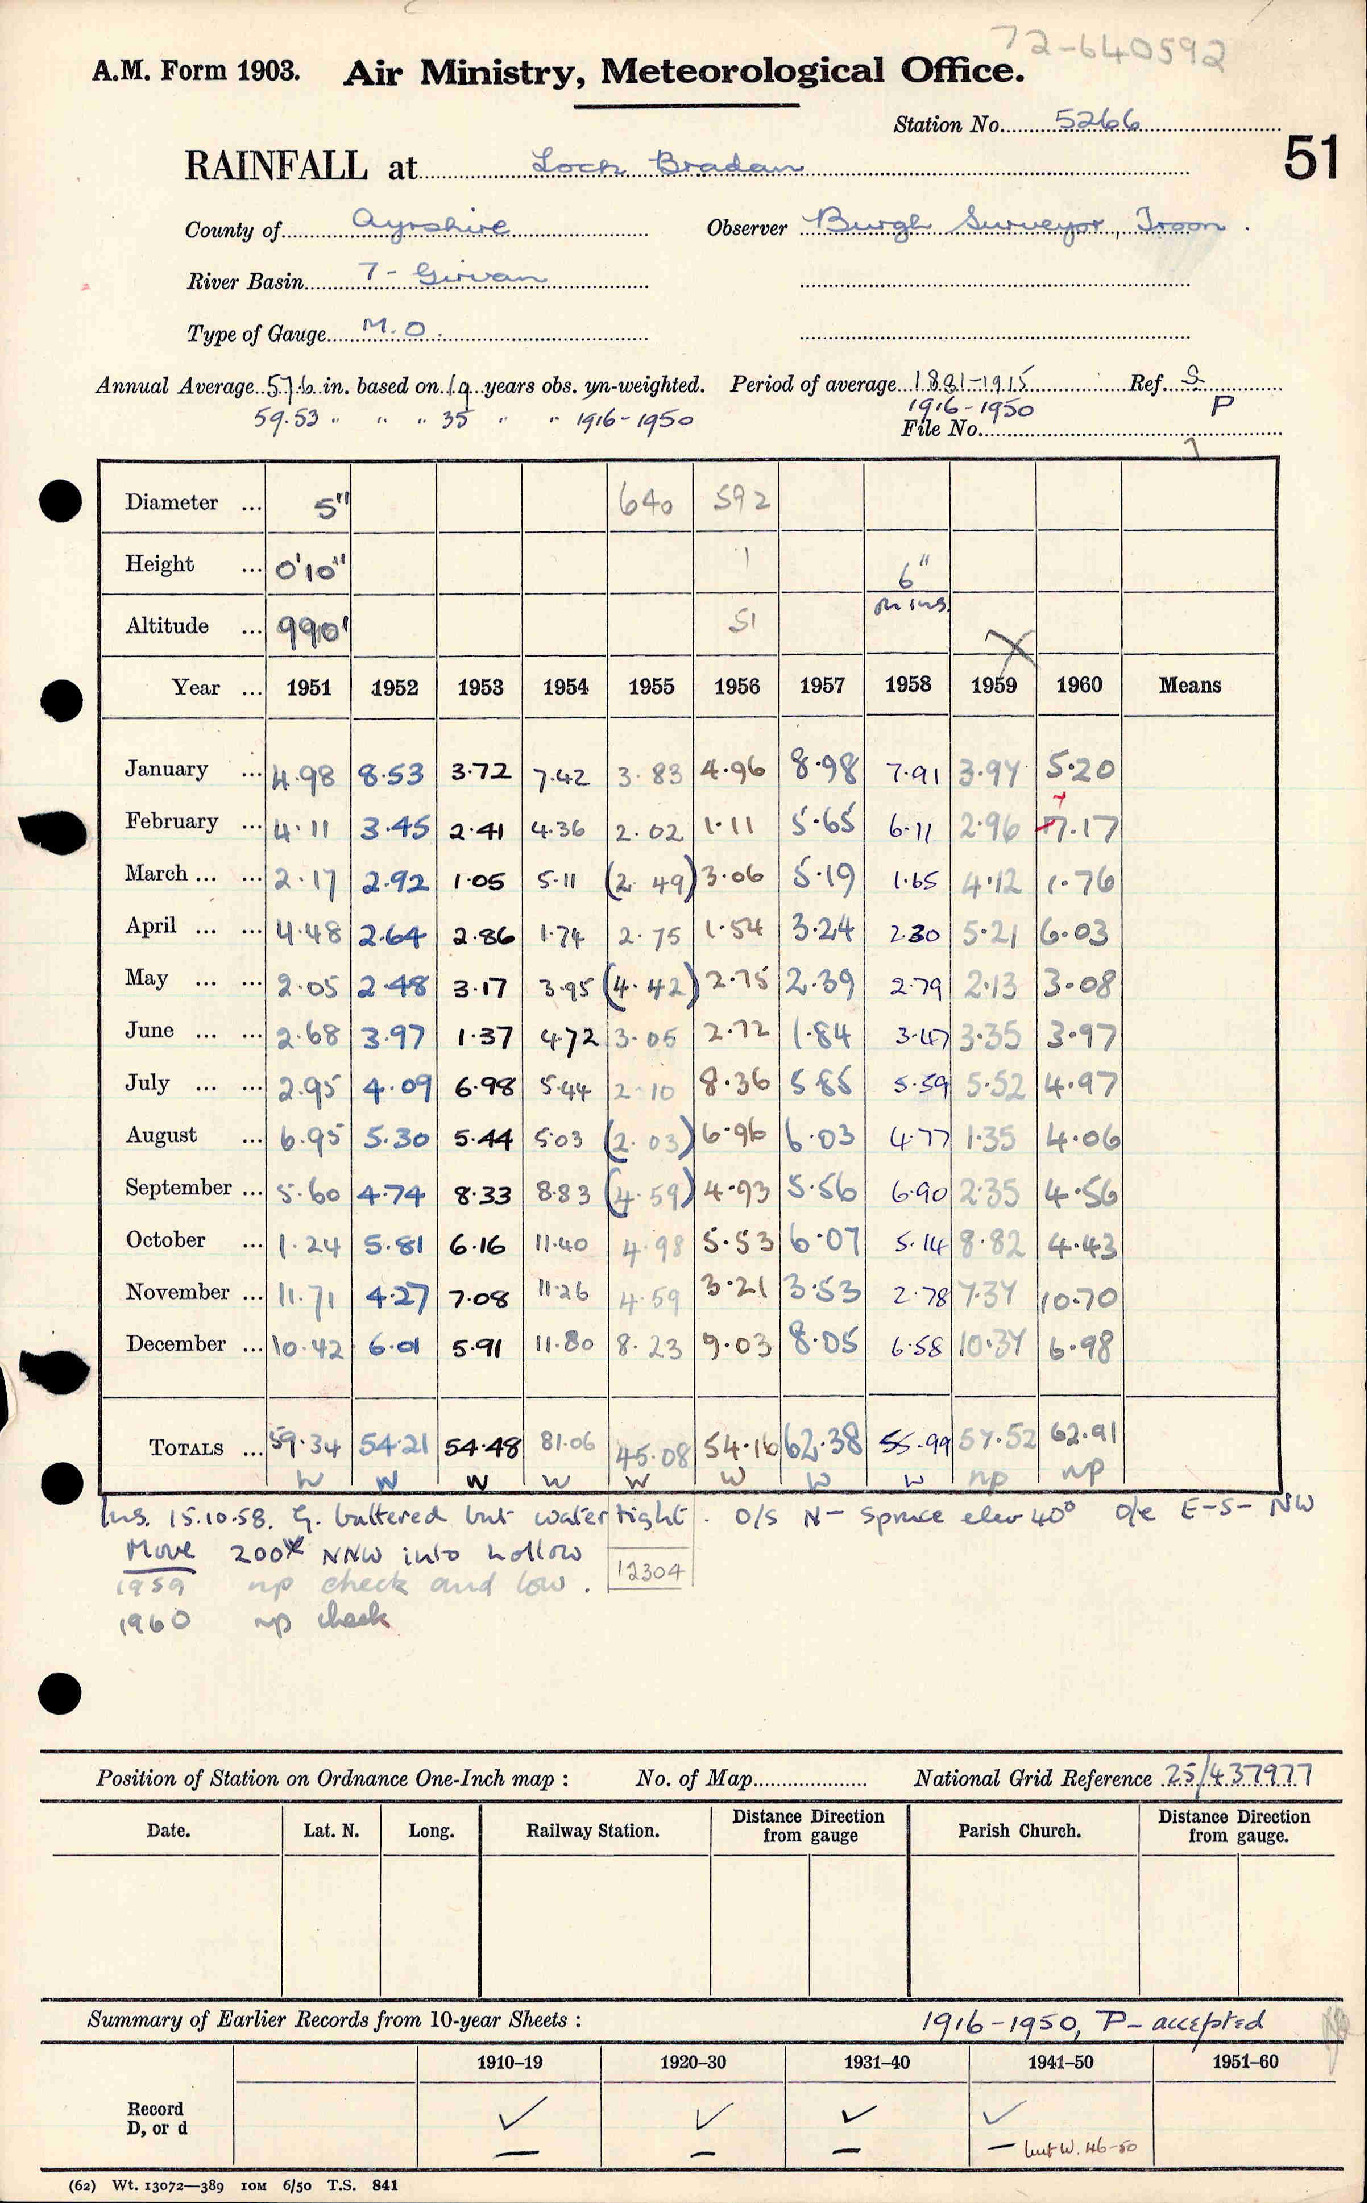 72-640592
A.M. Form 1903. Air Ministry, Meteorological Office.
Station No. 5266
51
RAINFALL at Loch Bradan
County of Ayrshire Observer Burgh Surveyor, Troon.
River Basin 7 - Girvan
Type of Gauge M.O.
Annual Average 57.6 in. based on 19 years obs. yn-weighted. Period of average 1881-1915 Ref. S
59.53 " " " 35 " " 1916-1950 1916-1950 P
File No.
Diameter ... 5" 640 592
Height ... 0'10" 1 6"
on ins.
Altitude ... 990' 51
Year ... 1951 1952 1953 1954 1955 1956 1957 1958 1959 1960 Means
January ... 4.98 8.53 3.72 7.42 3.83 4.96 8.98 7.91 3.97 5.20
February ... 4.11 3.45 2.41 4.36 2.02 1.11 5.65 6.11 2.96 7.17
March ... ... 2.17 2.92 1.05 5.11 (2.49) 3.06 5.19 1.65 4.12 1.76
April ... ... 4.48 2.64 2.86 1.74 2.75 1.54 3.24 2.30 5.21 6.03
May ... ... 2.05 2.48 3.17 3.95 (4.42) 2.75 2.39 2.79 2.13 3.08
June ... ... 2.68 3.97 1.37 4.72 3.05 2.72 1.84 3.47 3.35 3.97
July ... ... 2.95 4.09 6.98 5.44 2.10 8.36 5.85 5.59 5.52 4.97
August ... 6.95 5.30 5.44 5.03 (2.03) 6.96 6.03 4.77 1.35 4.06
September ... 5.60 4.74 8.33 8.83 (4.59) 4.93 5.56 6.90 2.35 4.56
October ... 1.24 5.81 6.16 11.40 4.98 5.53 6.07 5.14 8.82 4.43
November ... 11.71 4.27 7.08 11.26 4.59 3.21 3.53 2.78 7.37 10.70
December ... 10.42 6.01 5.91 11.80 8.23 9.03 8.05 6.58 10.37 6.98
TOTALS ... 59.34 54.21 54.48 81.06 45.08 54.16 62.38 55.99 57.52 62.91
W W W W W W W W np np
Ins. 15.10.58. G. battered but water tight. O/S N- Spruce elev 40° o/e E-S-NW
Move 200x NNW into hollow 12304
1959 np check and low.
1960 np check
Position of Station on Ordnance One-Inch map : No. of Map National Grid Reference 25/437977
Date. Lat. N. Long. Railway Station. Distance Direction from gauge Parish Church. Distance Direction from gauge.
Summary of Earlier Records from 10-year Sheets : 1916-1950, P- accepted
1910–19 1920–30 1931–40 1941–50 1951–60
Record ✓ ✓ ✓ ✓
D, or d — — — — but W. 46-50
(62) Wt. 13072—389 10M 6/50 T.S. 841